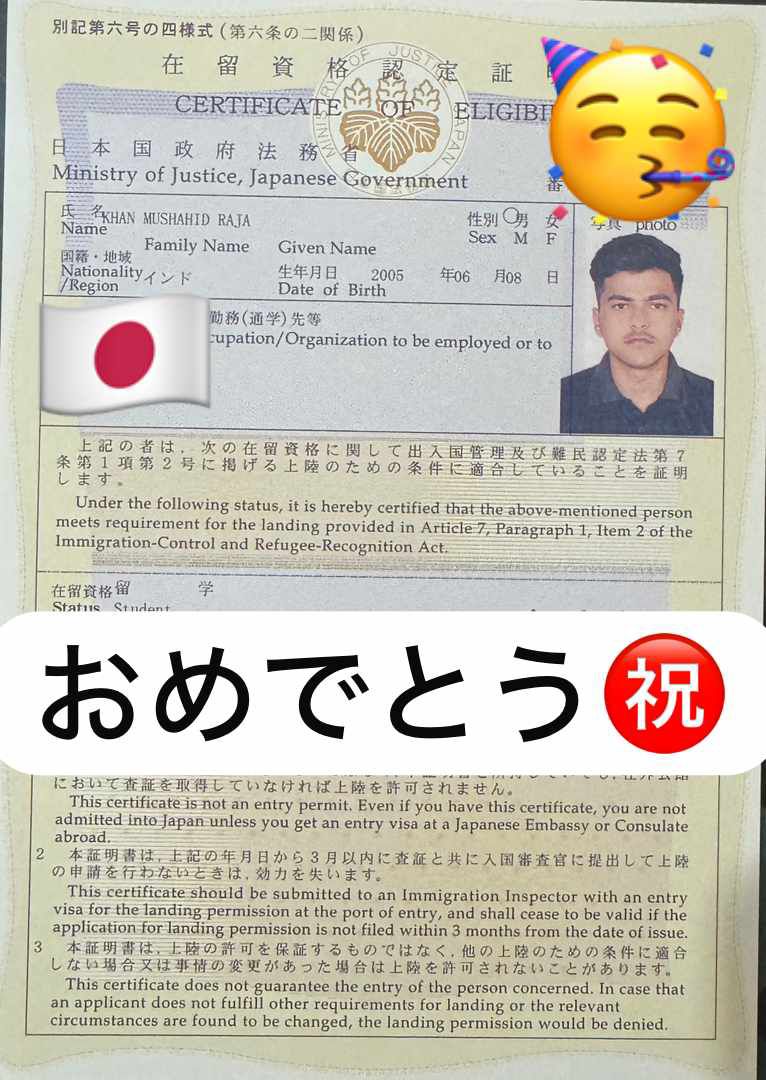 別記第六号の四様式(第六条の二関係)
在留資格認定証
CERTIFICATE OF ELIGIBI
MINISTRY OF JUSTICE JAPAN
日本国政府法務省
Ministry of Justice, Japanese Government
番
氏名 KHAN MUSHAHID RAJA 性別 男 女 写真 photo
Name Family Name Given Name Sex M F
国籍・地域
Nationality インド 生年月日 2005 年06 月08 日
/Region Date of Birth
勤務(通学)先等
cupation/Organization to be employed or to
上記の者は,次の在留資格に関して出入国管理及び難民認定法第7
条第1項第2号に掲げる上陸のための条件に適合していることを証明
します。
Under the following status, it is hereby certified that the above-mentioned person
meets requirement for the landing provided in Article 7, Paragraph 1, Item 2 of the
Immigration-Control and Refugee-Recognition Act.
在留資格 留学
Status Student
おめでとう㊗
において査証を取得していなければ上陸を許可されません。
This certificate is not an entry permit. Even if you have this certificate, you are not
admitted into Japan unless you get an entry visa at a Japanese Embassy or Consulate
abroad.
2 本証明書は,上記の年月日から3月以内に査証と共に入国審査官に提出して上陸
の申請を行わないときは,効力を失います。
This certificate should be submitted to an Immigration Inspector with an entry
visa for the landing permission at the port of entry, and shall cease to be valid if the
application for landing permission is not filed within 3 months from the date of issue.
3 本証明書は,上陸の許可を保証するものではなく,他の上陸のための条件に適合
しない場合又は事情の変更があった場合は上陸を許可されないことがあります。
This certificate does not guarantee the entry of the person concerned. In case that
an applicant does not fulfill other requirements for landing or the relevant
circumstances are found to be changed, the landing permission would be denied.